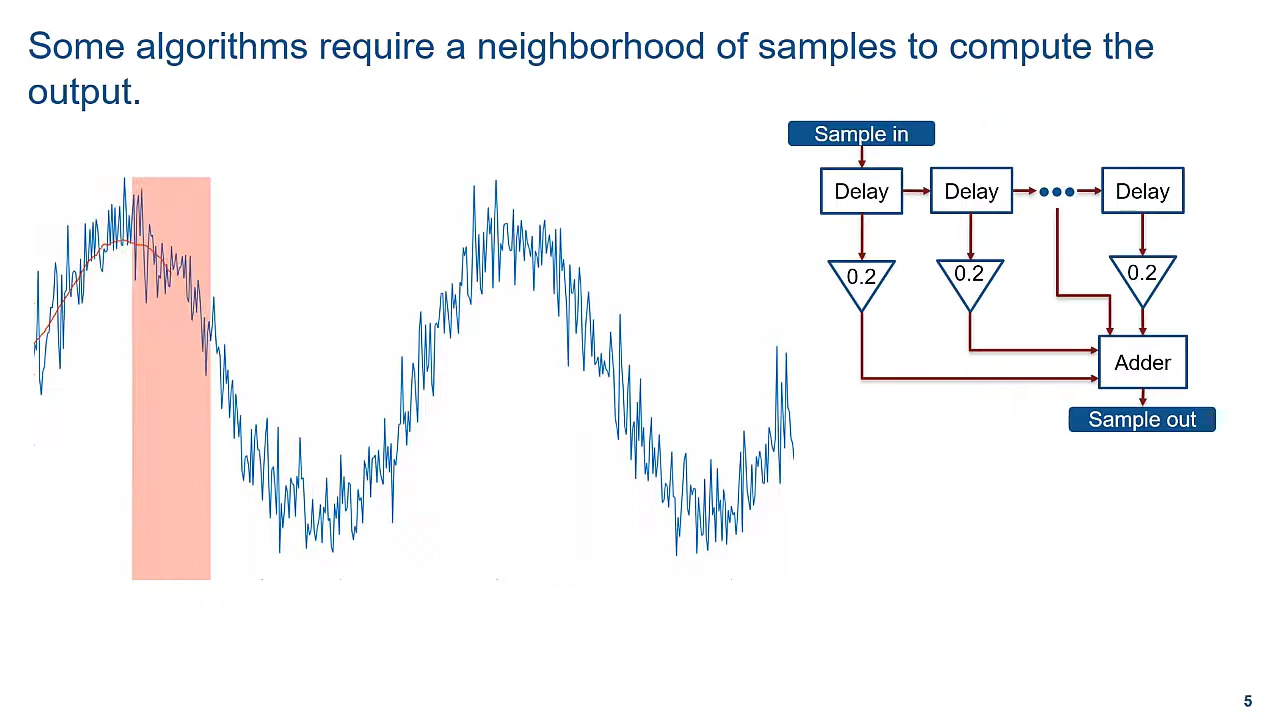 Some algorithms require a neighborhood of samples to compute the
output.
Sample in
Delay
Delay
Delay
0.2
0.2
0.2
Adder
Sample out
5